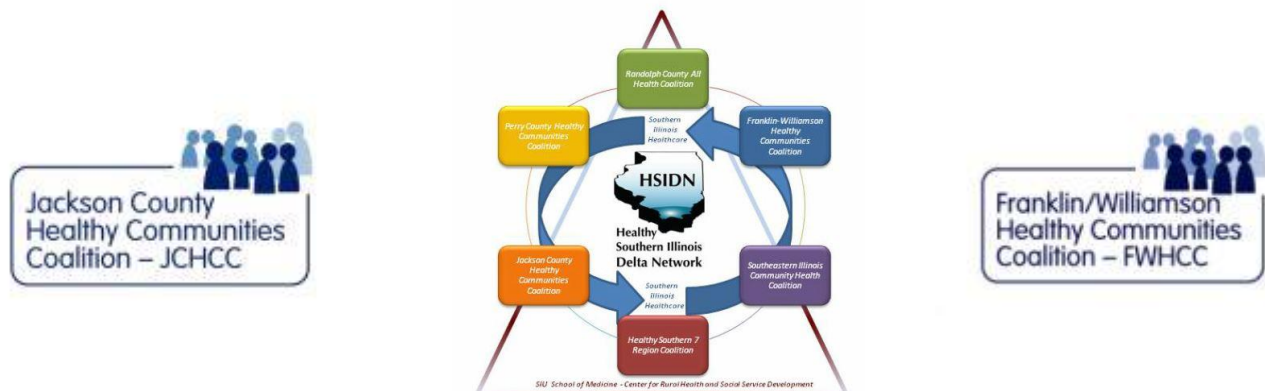 Jackson County
Healthy Communities
Coalition – JCHCC
Randolph County All
Health Coalition
Perry County Healthy
Communities
Coalition
Southern
Illinois
Healthcare
Franklin-Williamson
Healthy
Communities
Coalition
HSIDN
Healthy
Southern Illinois
Delta Network
Jackson County
Healthy
Communities
Coalition
Southern
Illinois
Healthcare
Southeastern Illinois
Community Health
Coalition
Healthy Southern 7
Region Coalition
SIU School of Medicine - Center for Rural Health and Social Service Development
Franklin/Williamson
Healthy Communities
Coalition – FWHCC